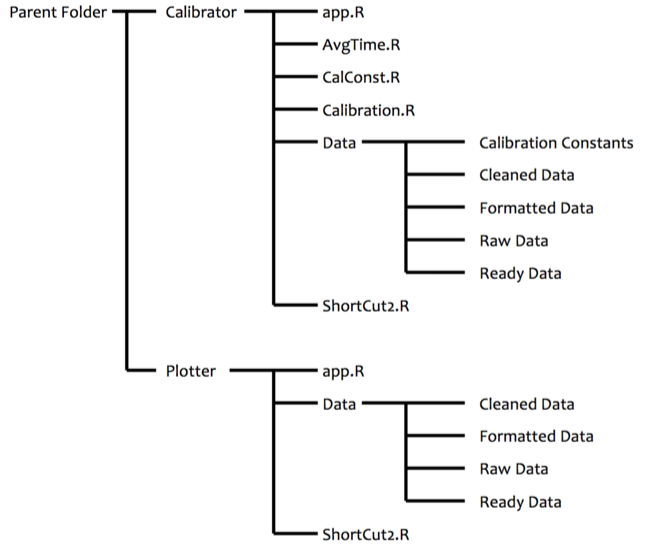 Parent Folder Calibrator app.R
AvgTime.R
CalConst.R
Calibration.R
Data Calibration Constants
Cleaned Data
Formatted Data
Raw Data
Ready Data
ShortCut2.R
Plotter app.R
Data Cleaned Data
Formatted Data
Raw Data
Ready Data
ShortCut2.R